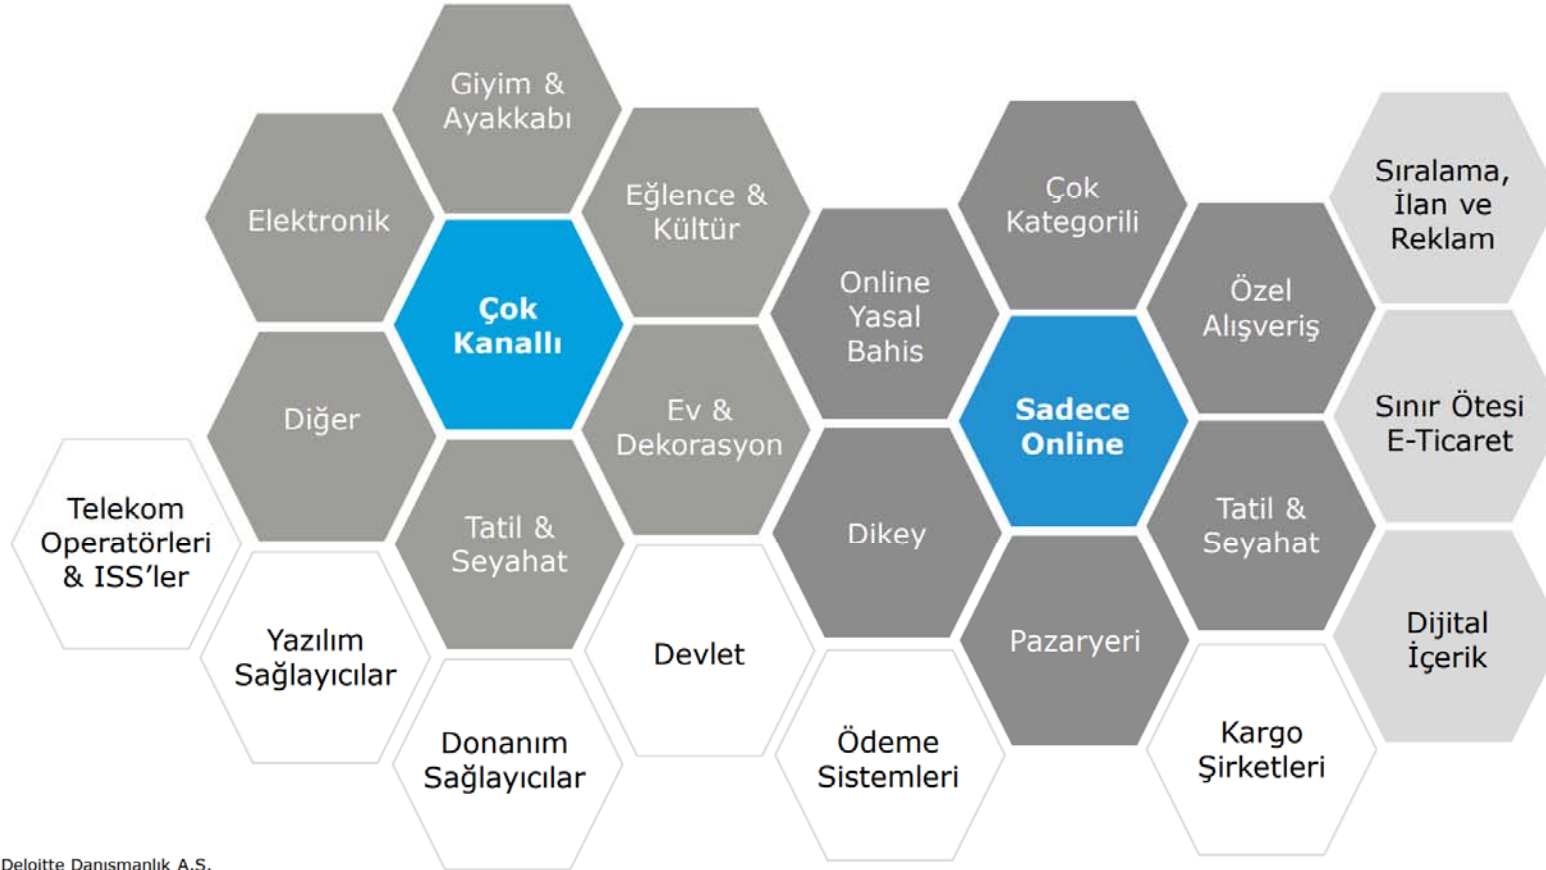 Giyim &
Ayakkabı
Elektronik
Eğlence &
Kültür
Çok
Kanallı
Diğer
Ev &
Dekorasyon
Tatil &
Seyahat
Çok
Kategorili
Online
Yasal
Bahis
Özel
Alışveriş
Sadece
Online
Dikey
Tatil &
Seyahat
Pazaryeri
Sıralama,
İlan ve
Reklam
Sınır Ötesi
E-Ticaret
Dijital
İçerik
Telekom
Operatörleri
& ISS’ler
Yazılım
Sağlayıcılar
Donanım
Sağlayıcılar
Devlet
Ödeme
Sistemleri
Kargo
Şirketleri
Deloitte Danışmanlık A.Ş.